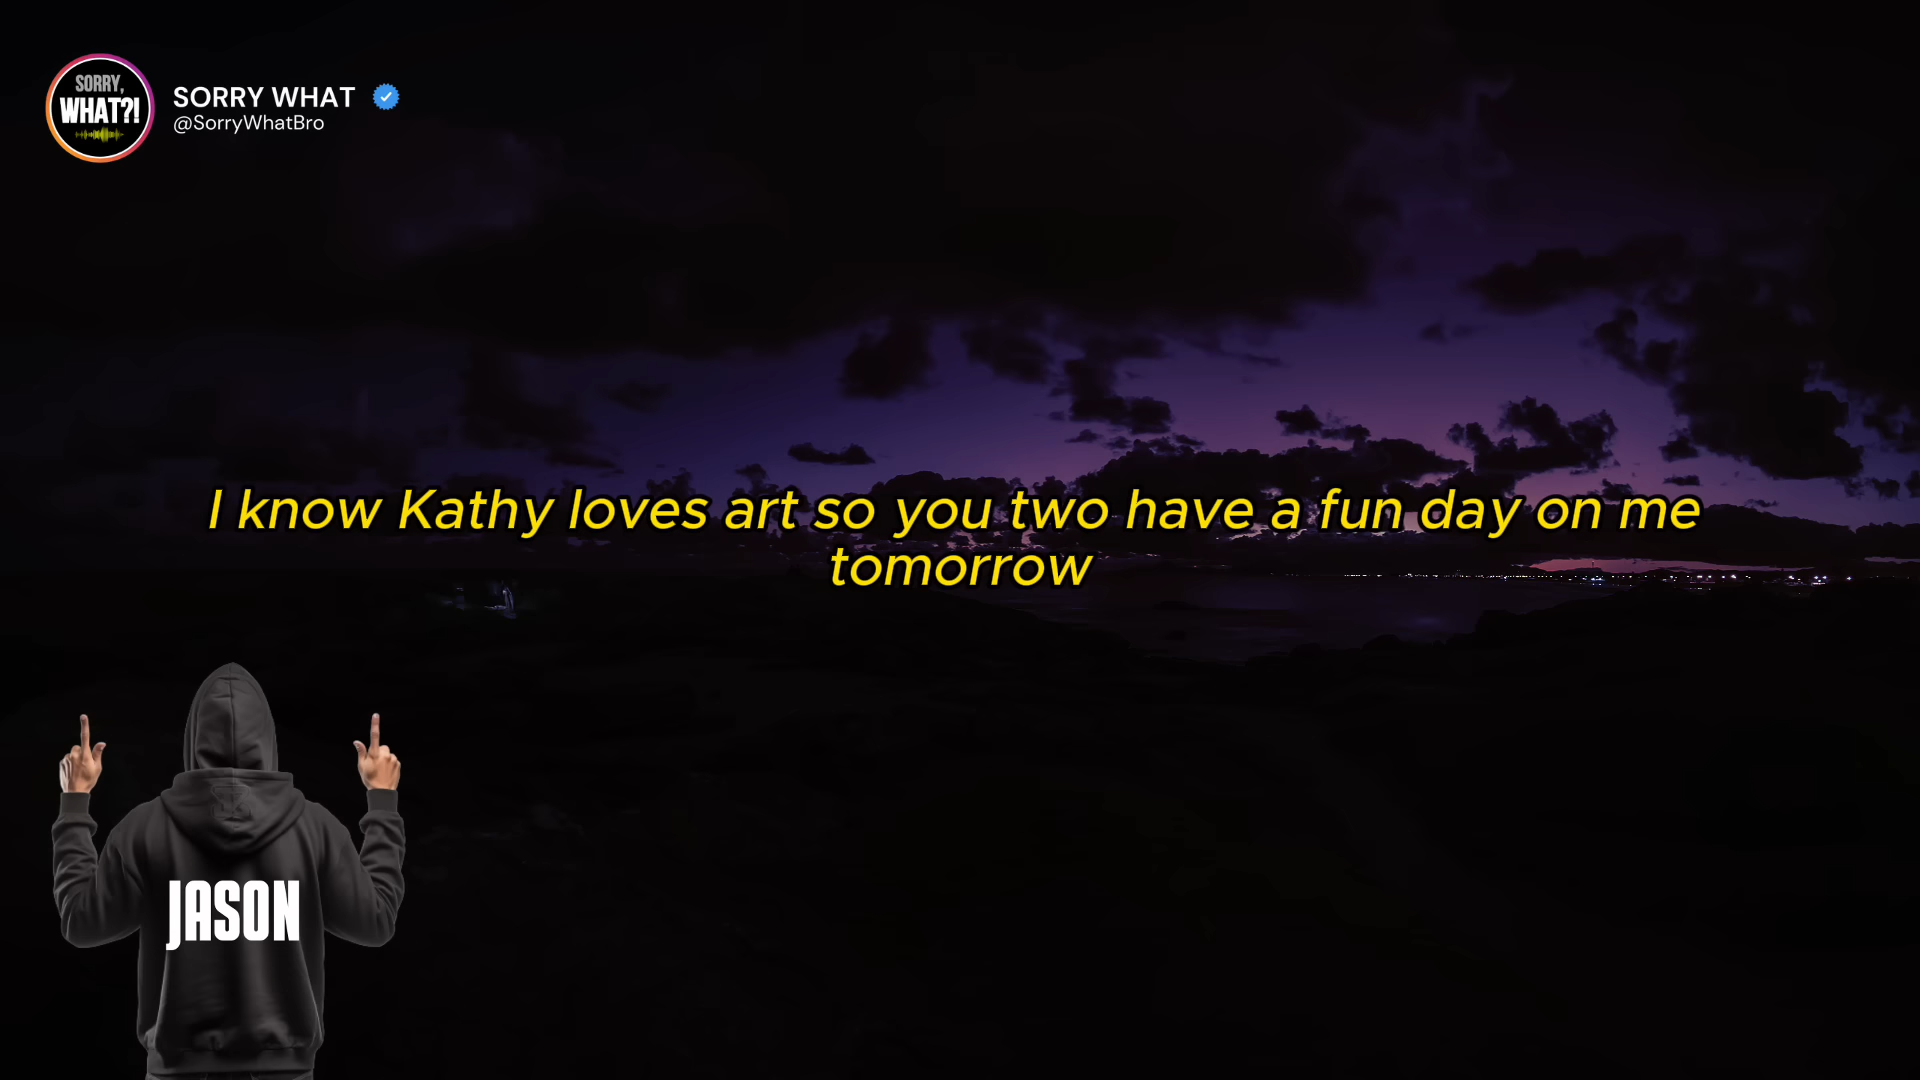 SORRY,
WHAT?!
SORRY WHAT
@SorryWhatBro
I know Kathy loves art so you two have a fun day on me
tomorrow
JASON